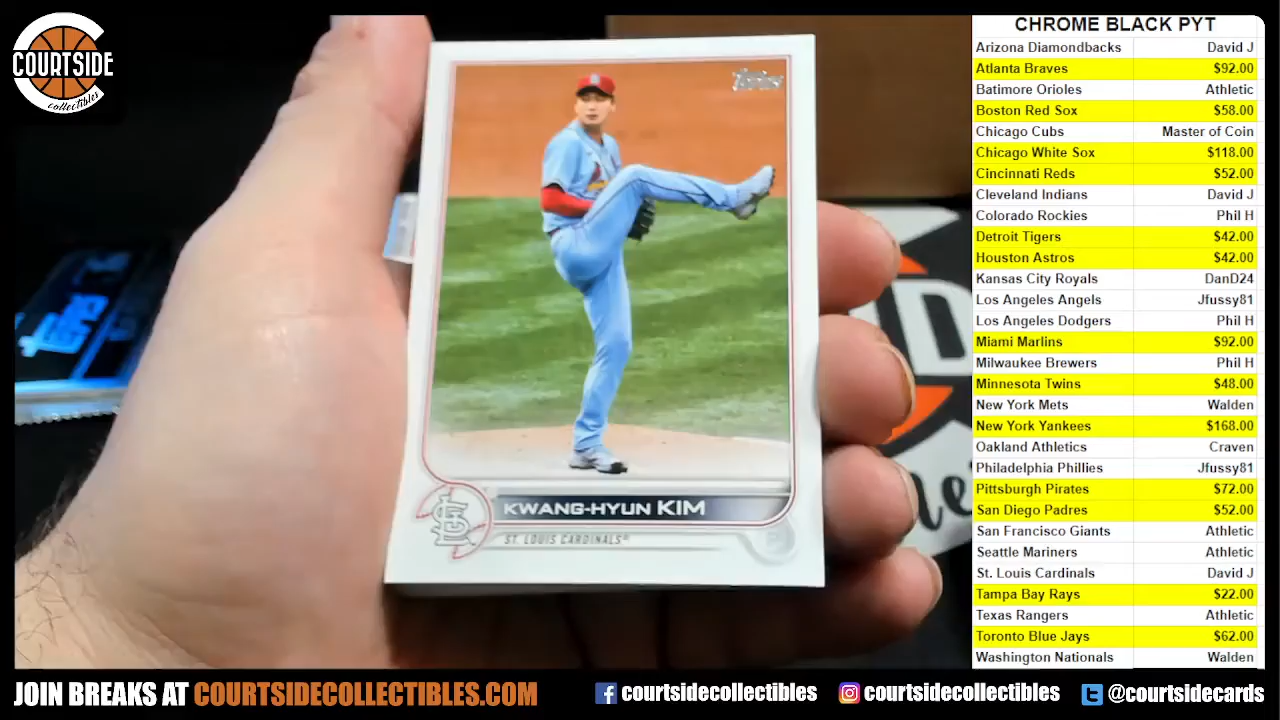 COURTSIDE
collectibles
Topps
KWANG-HYUN KIM
ST. LOUIS CARDINALS
CHROME BLACK PYT
Arizona Diamondbacks David J
Atlanta Braves $92.00
Batimore Orioles Athletic
Boston Red Sox $58.00
Chicago Cubs Master of Coin
Chicago White Sox $118.00
Cincinnati Reds $52.00
Cleveland Indians David J
Colorado Rockies Phil H
Detroit Tigers $42.00
Houston Astros $42.00
Kansas City Royals DanD24
Los Angeles Angels Jfussy81
Los Angeles Dodgers Phil H
Miami Marlins $92.00
Milwaukee Brewers Phil H
Minnesota Twins $48.00
New York Mets Walden
New York Yankees $168.00
Oakland Athletics Craven
Philadelphia Phillies Jfussy81
Pittsburgh Pirates $72.00
San Diego Padres $52.00
San Francisco Giants Athletic
Seattle Mariners Athletic
St. Louis Cardinals David J
Tampa Bay Rays $22.00
Texas Rangers Athletic
Toronto Blue Jays $62.00
Washington Nationals Walden
JOIN BREAKS AT COURTSIDECOLLECTIBLES.COM
courtsidecollectibles courtsidecollectibles @courtsidecards